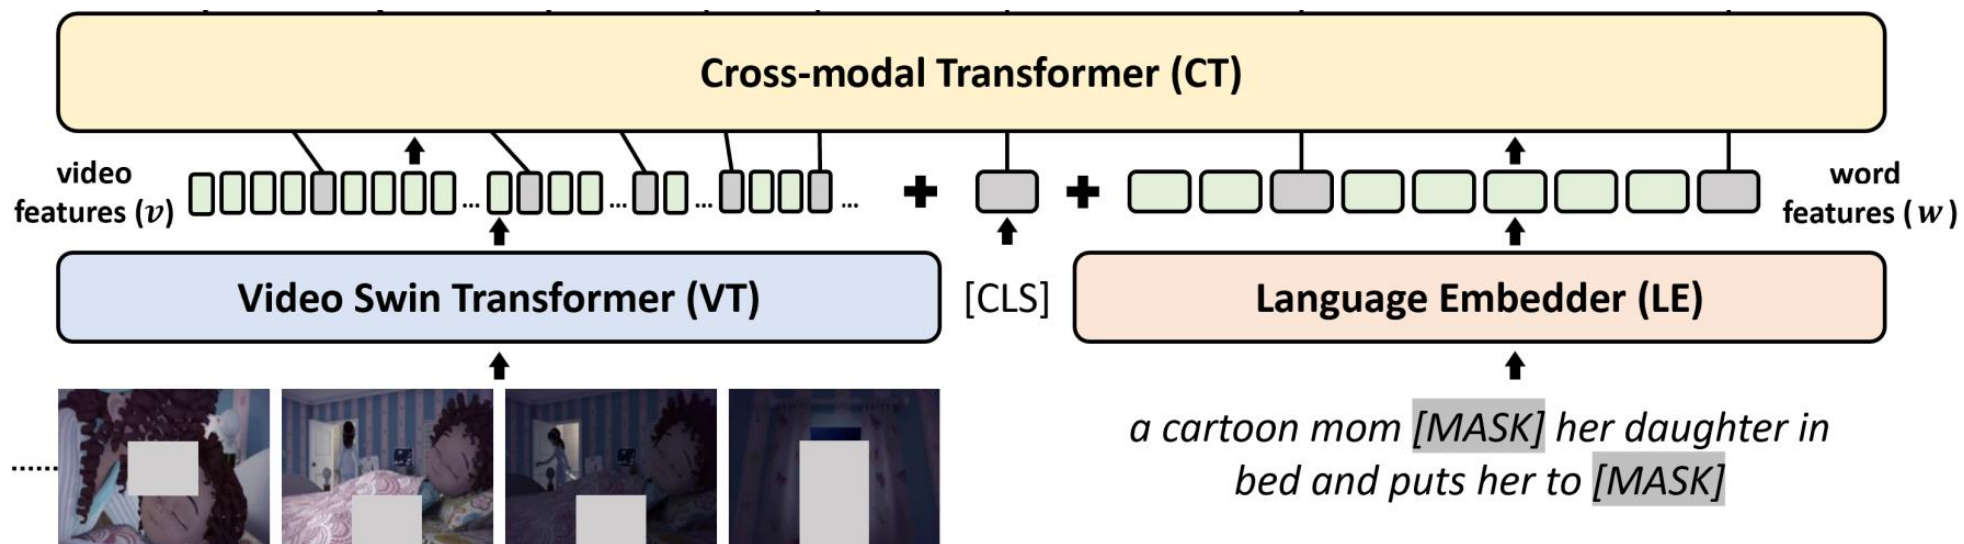 Cross-modal Transformer (CT)
video
features (v)
...
...
...
...
+
+
word
features (w)
Video Swin Transformer (VT)
[CLS]
Language Embedder (LE)
......
a cartoon mom [MASK] her daughter in
bed and puts her to [MASK]